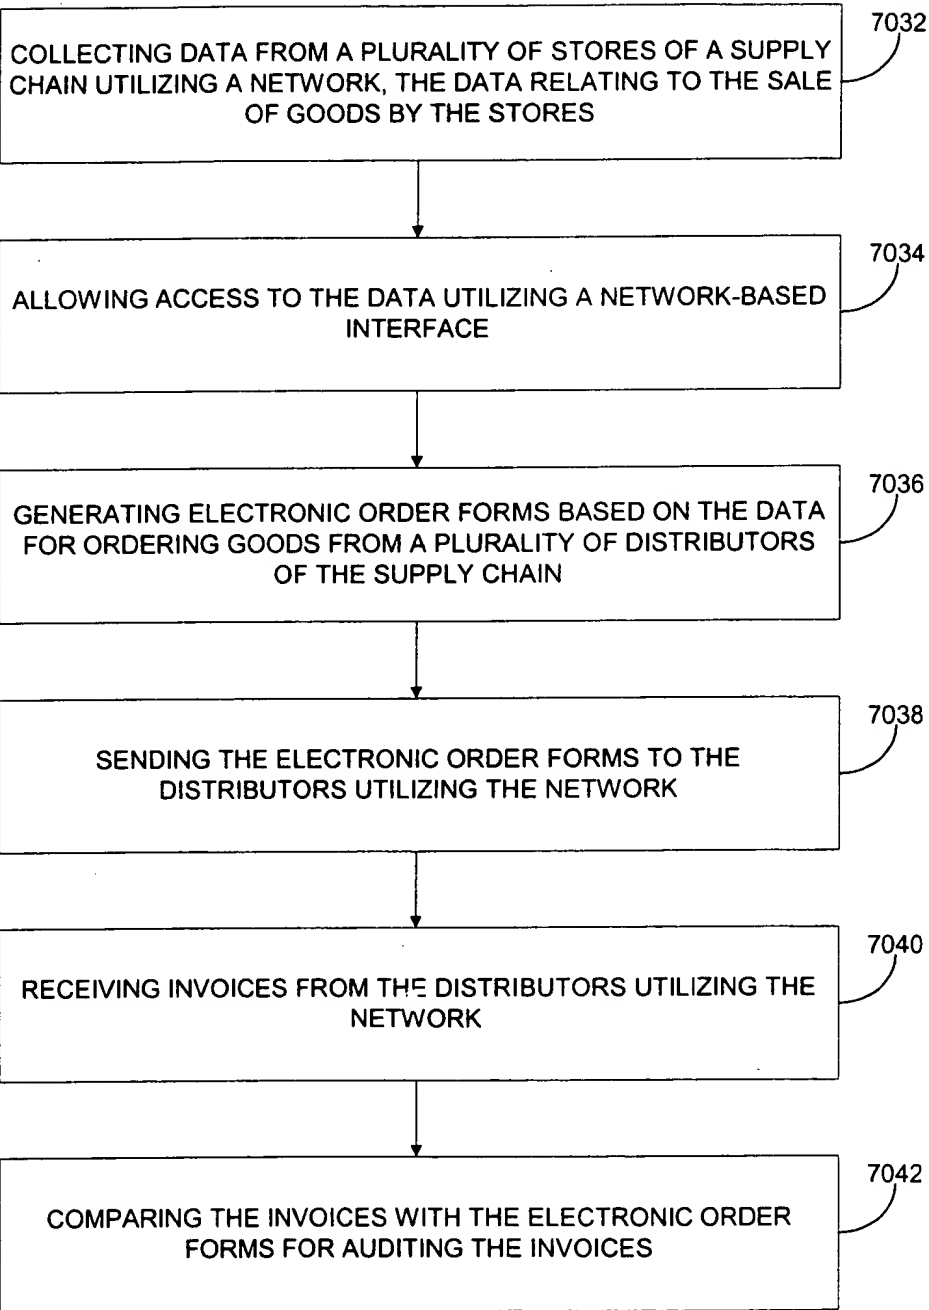 7032
COLLECTING DATA FROM A PLURALITY OF STORES OF A SUPPLY
CHAIN UTILIZING A NETWORK, THE DATA RELATING TO THE SALE
OF GOODS BY THE STORES
7034
ALLOWING ACCESS TO THE DATA UTILIZING A NETWORK-BASED
INTERFACE
7036
GENERATING ELECTRONIC ORDER FORMS BASED ON THE DATA
FOR ORDERING GOODS FROM A PLURALITY OF DISTRIBUTORS
OF THE SUPPLY CHAIN
7038
SENDING THE ELECTRONIC ORDER FORMS TO THE
DISTRIBUTORS UTILIZING THE NETWORK
7040
RECEIVING INVOICES FROM THE DISTRIBUTORS UTILIZING THE
NETWORK
7042
COMPARING THE INVOICES WITH THE ELECTRONIC ORDER
FORMS FOR AUDITING THE INVOICES